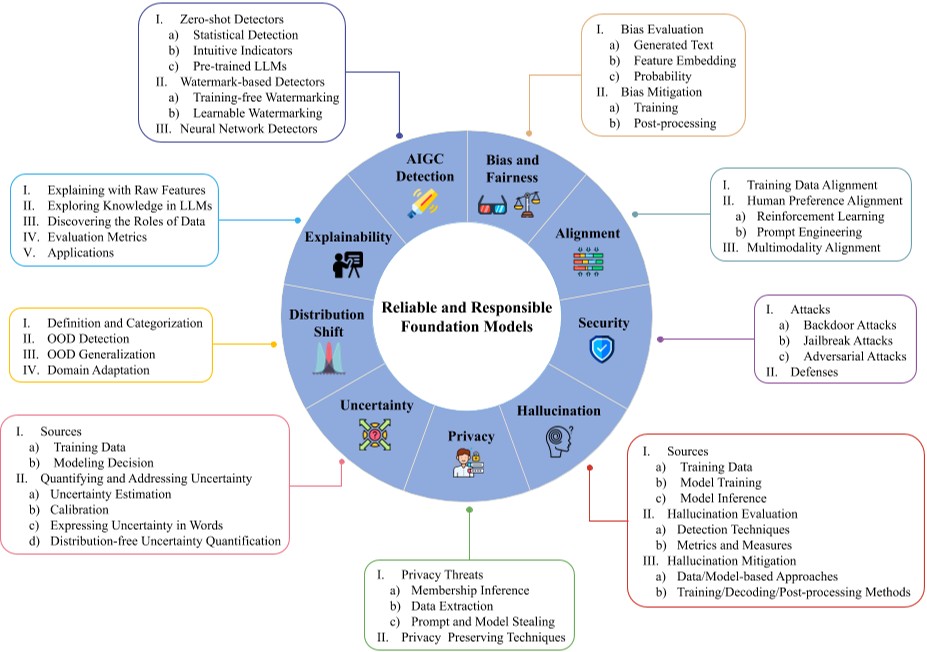 I. Zero-shot Detectors
a) Statistical Detection
b) Intuitive Indicators
c) Pre-trained LLMs
II. Watermark-based Detectors
a) Training-free Watermarking
b) Learnable Watermarking
III. Neural Network Detectors
I. Bias Evaluation
a) Generated Text
b) Feature Embedding
c) Probability
II. Bias Mitigation
a) Training
b) Post-processing
I. Explaining with Raw Features
II. Exploring Knowledge in LLMs
III. Discovering the Roles of Data
IV. Evaluation Metrics
V. Applications
I. Training Data Alignment
II. Human Preference Alignment
a) Reinforcement Learning
b) Prompt Engineering
III. Multimodality Alignment
AIGC
Detection
Bias and
Fairness
Explainability
Alignment
Distribution
Shift
Reliable and Responsible
Foundation Models
Security
Uncertainty
Hallucination
Privacy
I. Definition and Categorization
II. OOD Detection
III. OOD Generalization
IV. Domain Adaptation
I. Attacks
a) Backdoor Attacks
b) Jailbreak Attacks
c) Adversarial Attacks
II. Defenses
I. Sources
a) Training Data
b) Modeling Decision
II. Quantifying and Addressing Uncertainty
a) Uncertainty Estimation
b) Calibration
c) Expressing Uncertainty in Words
d) Distribution-free Uncertainty Quantification
I. Sources
a) Training Data
b) Model Training
c) Model Inference
II. Hallucination Evaluation
a) Detection Techniques
b) Metrics and Measures
III. Hallucination Mitigation
a) Data/Model-based Approaches
b) Training/Decoding/Post-processing Methods
I. Privacy Threats
a) Membership Inference
b) Data Extraction
c) Prompt and Model Stealing
II. Privacy Preserving Techniques